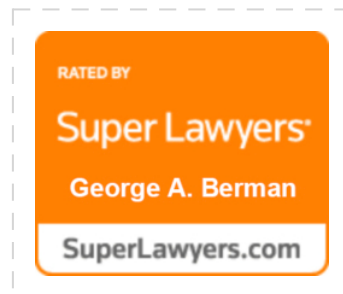 RATED BY
Super Lawyers®
George A. Berman
SuperLawyers.com